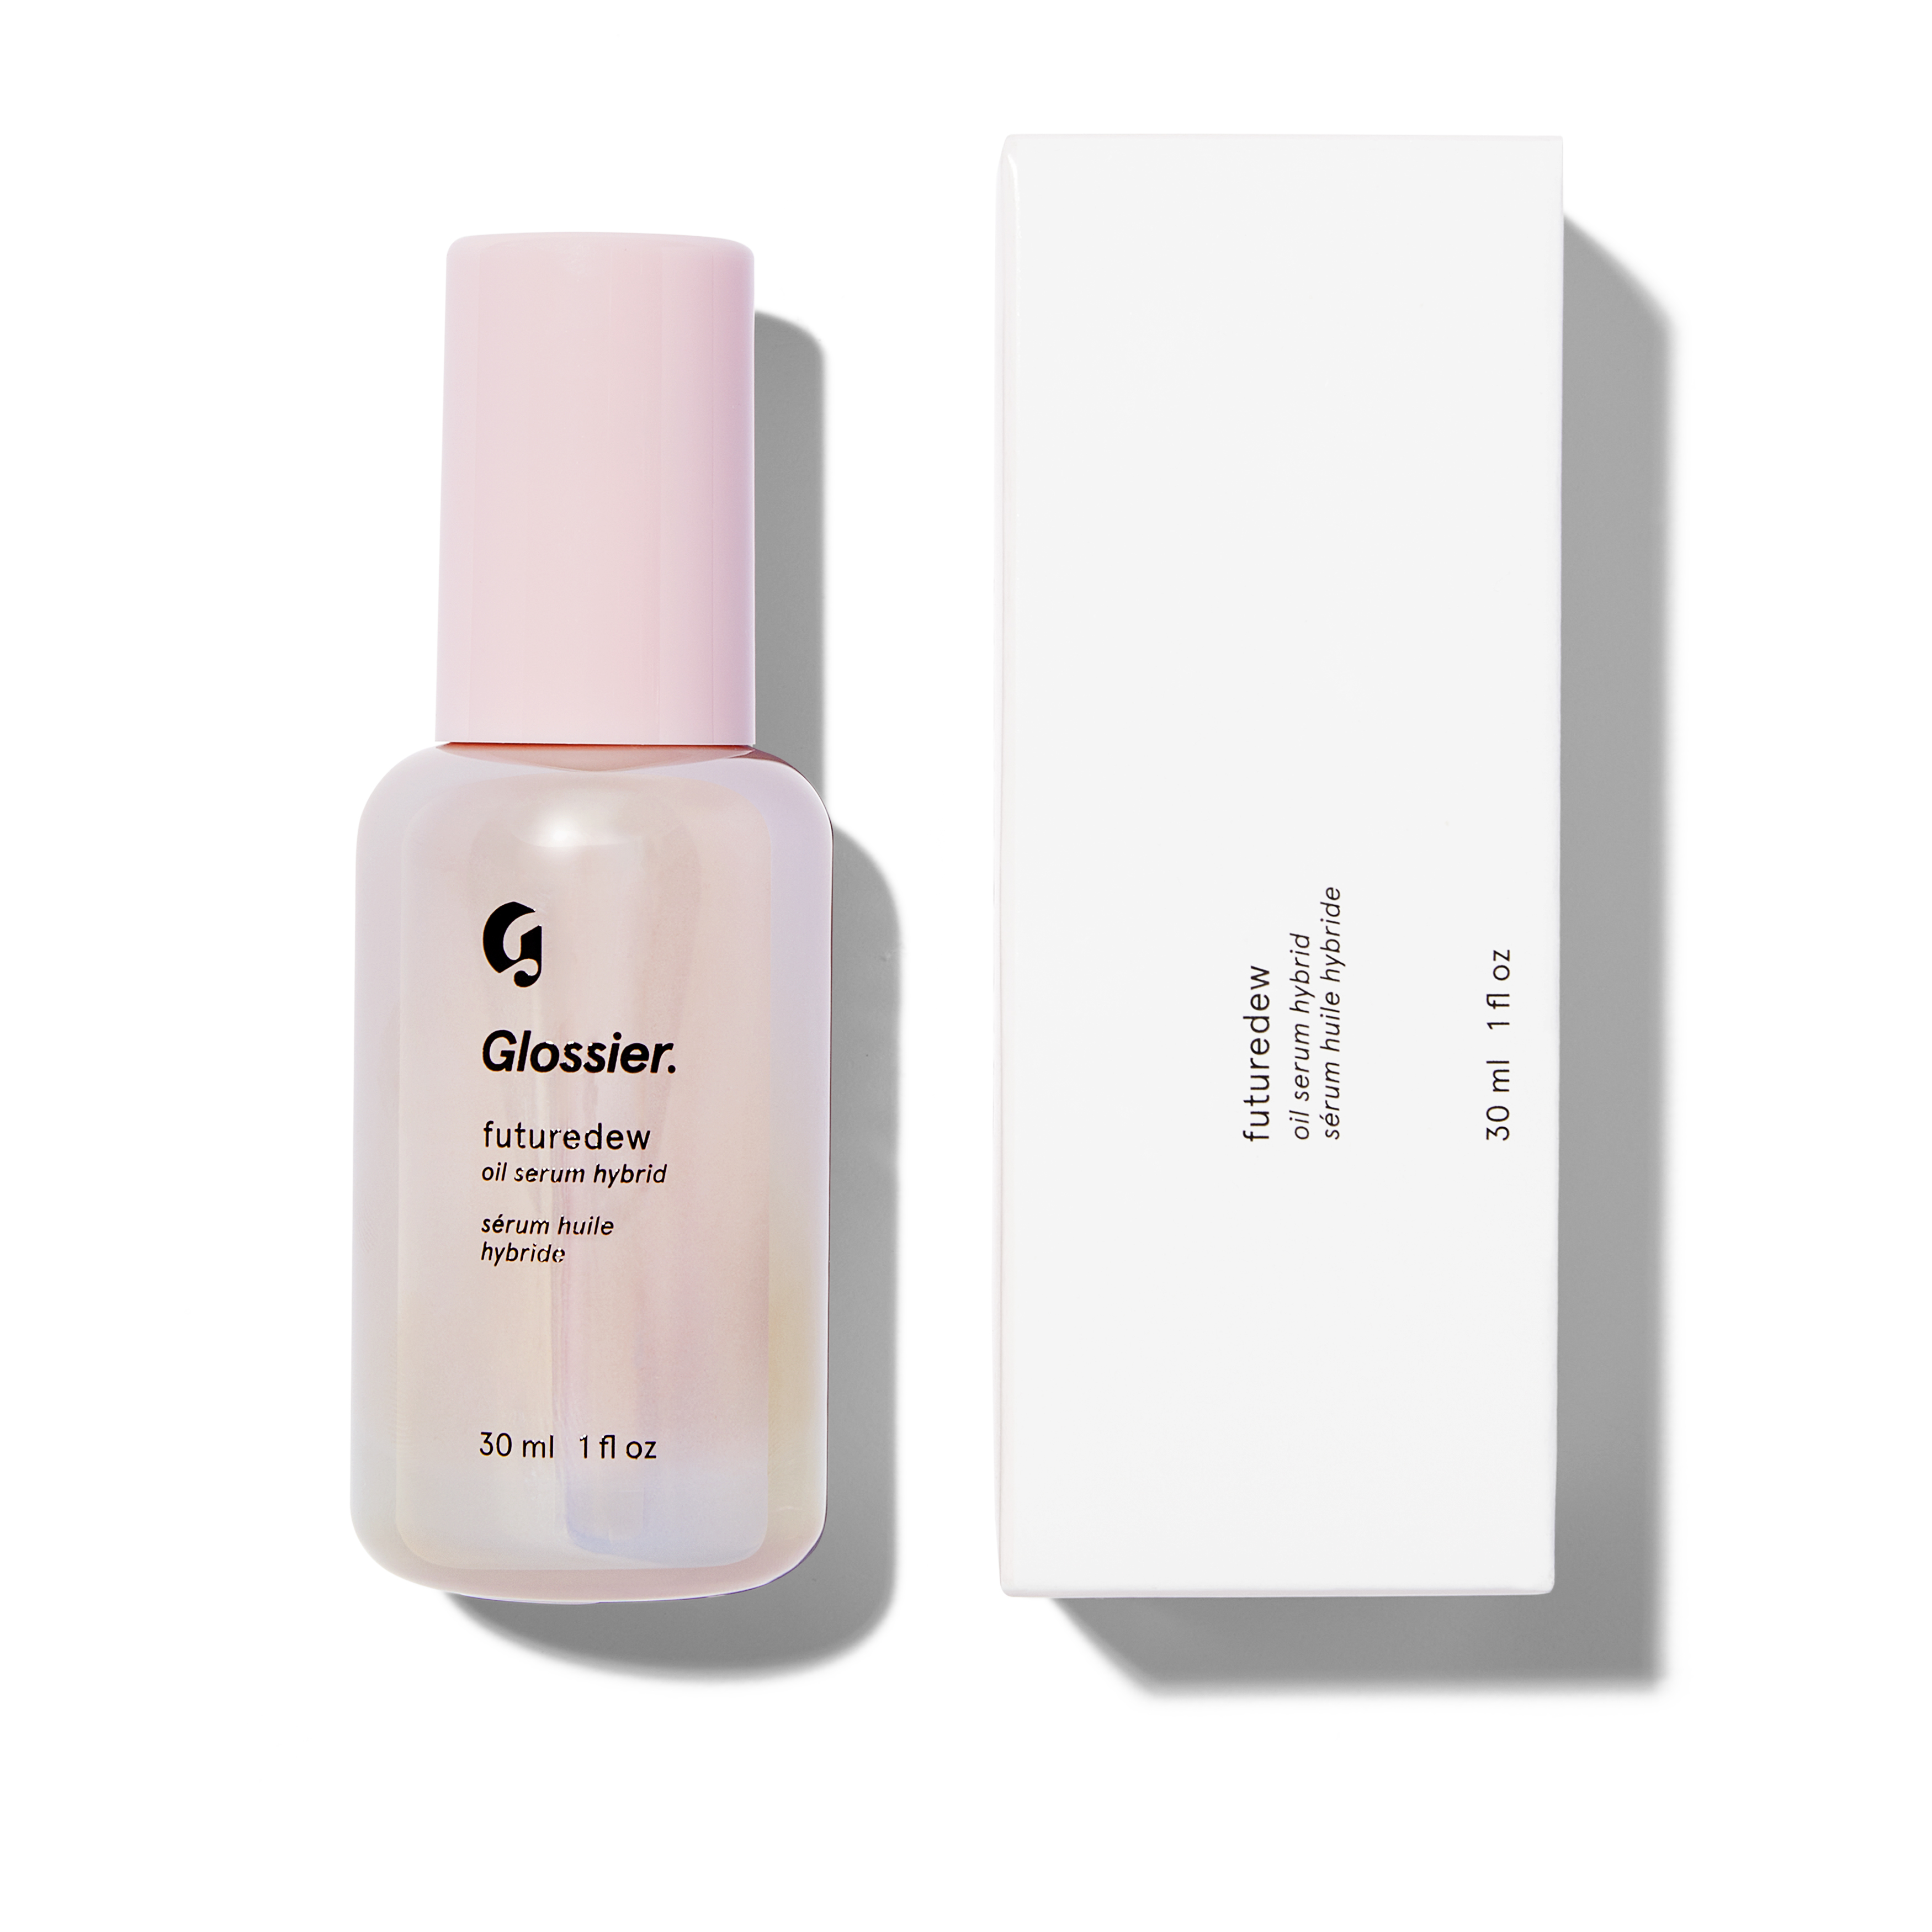 G
Glossier.
futuredew
oil serum hybrid
sérum huile
hybride
30 ml 1 fl oz
futuredew
oil serum hybrid
sérum huile hybride
30 ml 1 fl oz